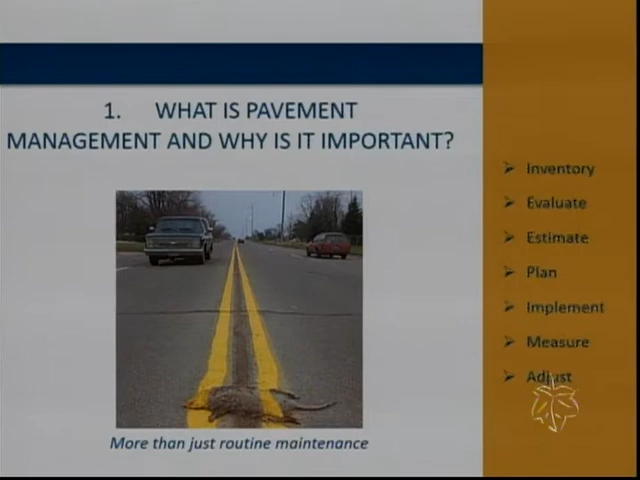 1. WHAT IS PAVEMENT
MANAGEMENT AND WHY IS IT IMPORTANT?
More than just routine maintenance
Inventory
Evaluate
Estimate
Plan
Implement
Measure
Adjust